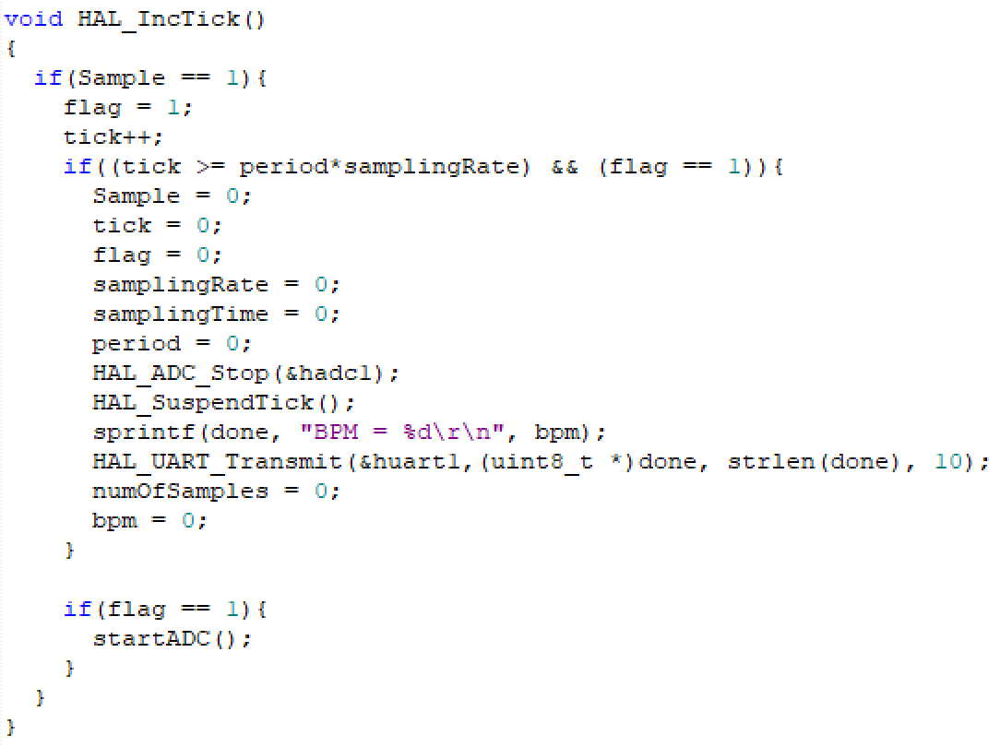 void HAL_IncTick()
{
  if(Sample == 1){
    flag = 1;
    tick++;
    if((tick >= period*samplingRate) && (flag == 1)){
      Sample = 0;
      tick = 0;
      flag = 0;
      samplingRate = 0;
      samplingTime = 0;
      period = 0;
      HAL_ADC_Stop(&hadc1);
      HAL_SuspendTick();
      sprintf(done, "BPM = %d\r\n", bpm);
      HAL_UART_Transmit(&huart1,(uint8_t *)done, strlen(done), 10);
      numOfSamples = 0;
      bpm = 0;
    }

    if(flag == 1){
      startADC();
    }
  }
}